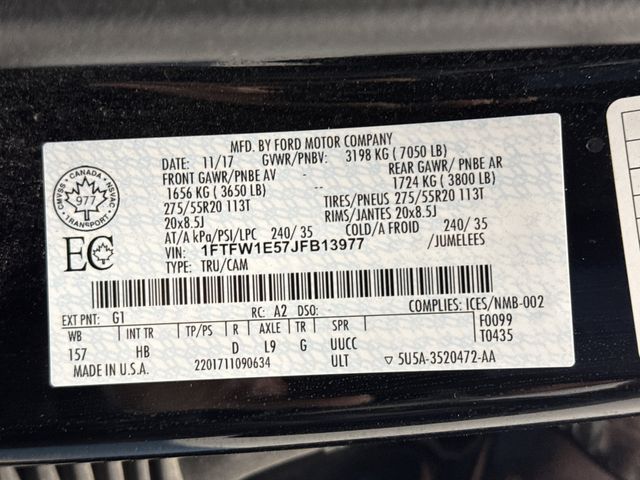 MFD. BY FORD MOTOR COMPANY
DATE: 11/17 GVWR/PNBV: 3198 KG ( 7050 LB)
FRONT GAWR/PNBE AV REAR GAWR/ PNBE AR
1656 KG ( 3650 LB) -- 1724 KG ( 3800 LB)
275/55R20 113T TIRES/PNEUS 275/55R20 113T
20x8.5J RIMS/JANTES 20x8.5J
AT/A kPa/PSI/LPC 240/ 35 COLD/A FROID 240/ 35
VIN: 1FTFW1E57JFB13977 /JUMELEES
TYPE: TRU/CAM
CMVSS · CANADA · NSVAC
977
· TRANSPORT ·
EC
EXT PNT: G1 RC: A2 DSO: COMPLIES: ICES/NMB-002
WB INT TR TP/PS R AXLE TR SPR F0099
157 HB D L9 G UUCC T0435
MADE IN U.S.A. 2201711090634 ULT ▽ 5U5A-3520472-AA